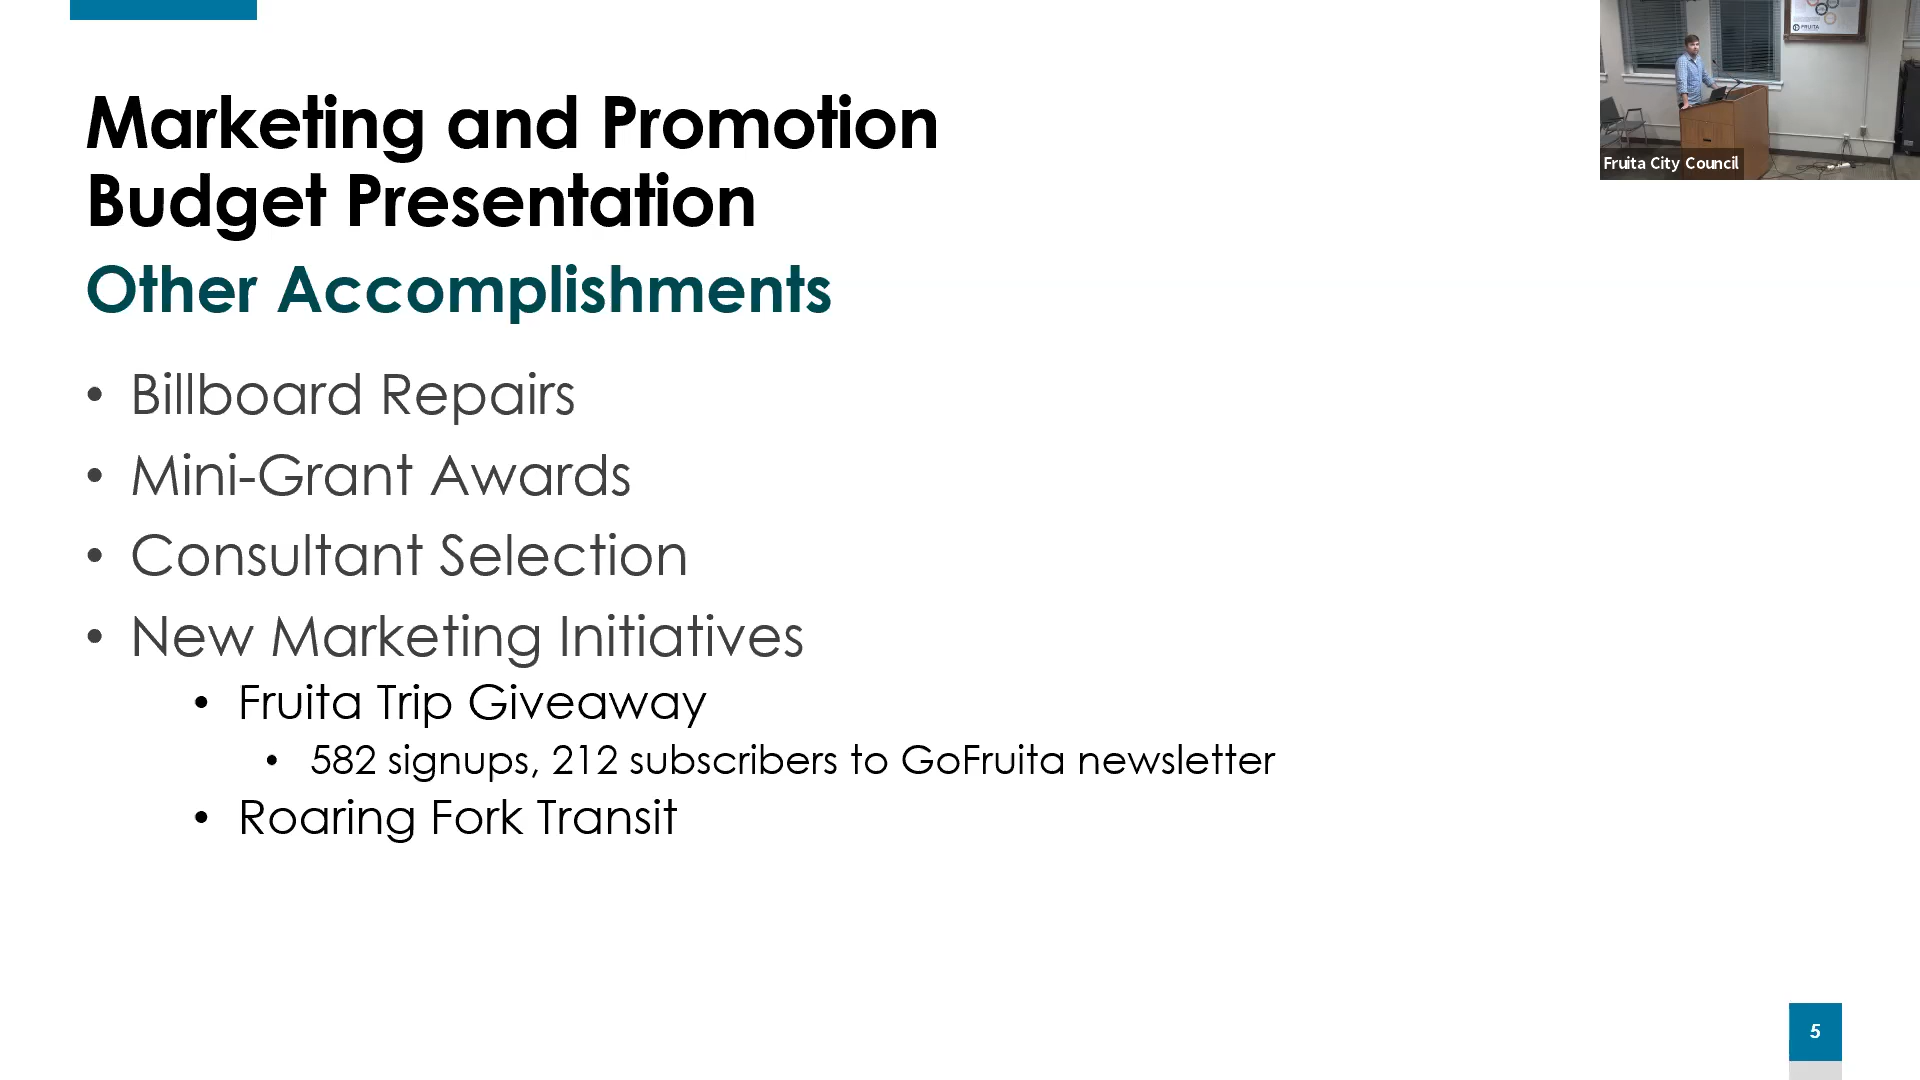 Marketing and Promotion
Budget Presentation
Other Accomplishments
• Billboard Repairs
• Mini-Grant Awards
• Consultant Selection
• New Marketing Initiatives
• Fruita Trip Giveaway
• 582 signups, 212 subscribers to GoFruita newsletter
• Roaring Fork Transit
FRUITA
Fruita City Council
5